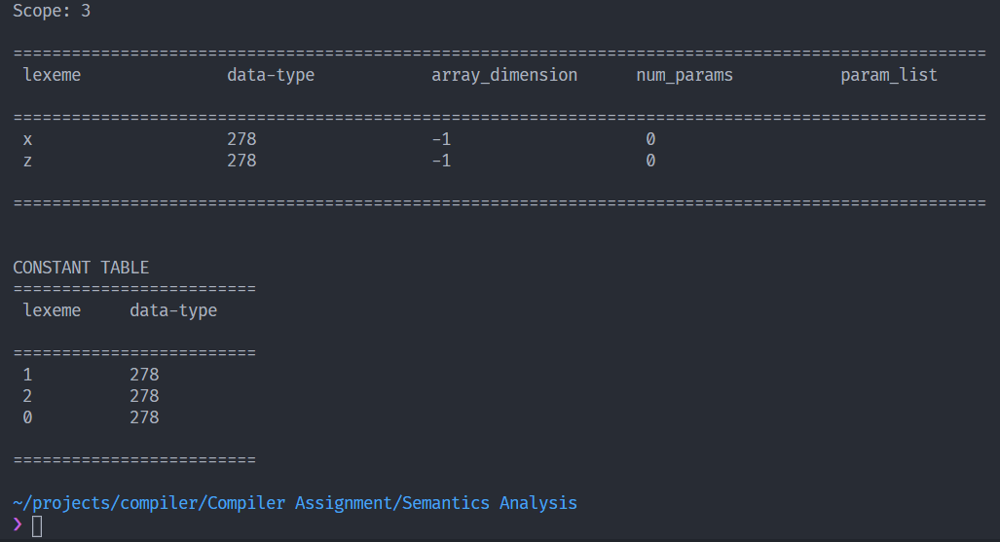 Scope: 3
====================================================================================================
lexeme data-type array_dimension num_params param_list
====================================================================================================
x 278 -1 0
z 278 -1 0
====================================================================================================
CONSTANT TABLE
=========================
lexeme data-type
=========================
1 278
2 278
0 278
=========================
~/projects/compiler/Compiler Assignment/Semantics Analysis
❯